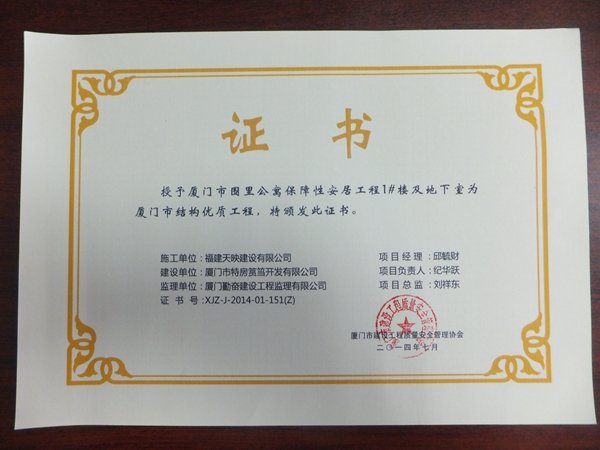 证书
授予厦门市围里公寓保障性安居工程1#楼及地下室为
厦门市结构优质工程，特颁发此证书。
施工单位：福建天映建设有限公司
项目经理：邱毓财
建设单位：厦门市特房筼筜开发有限公司
项目负责人：纪华跃
监理单位：厦门勤奋建设工程监理有限公司
项目总监：刘祥东
证书号：XJZ-J-2014-01-151(Z)
厦门市建设工程质量安全管理协会
二〇一四年七月